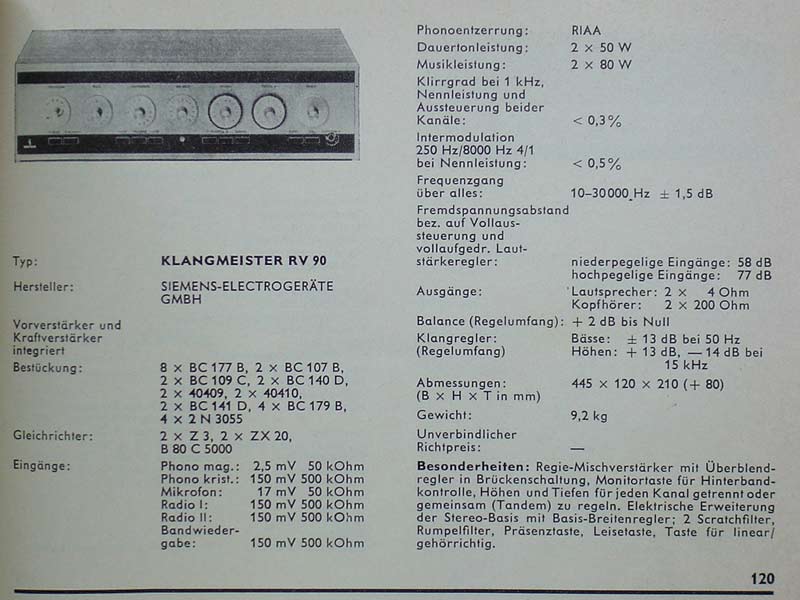 Typ: KLANGMEISTER RV 90
Hersteller: SIEMENS-ELECTROGERÄTE
GMBH
Vorverstärker und
Kraftverstärker
integriert
Bestückung: 8 × BC 177 B, 2 × BC 107 B,
2 × BC 109 C, 2 × BC 140 D,
2 × 40409, 2 × 40410,
2 × BC 141 D, 4 × BC 179 B,
4 × 2 N 3055
Gleichrichter: 2 × Z 3, 2 × ZX 20,
B 80 C 5000
Eingänge: Phono mag.: 2,5 mV 50 kOhm
Phono krist.: 150 mV 500 kOhm
Mikrofon: 17 mV 50 kOhm
Radio I: 150 mV 500 kOhm
Radio II: 150 mV 500 kOhm
Bandwieder-
gabe: 150 mV 500 kOhm
Phonoentzerrung: RIAA
Dauertonleistung: 2 × 50 W
Musikleistung: 2 × 80 W
Klirrgrad bei 1 kHz,
Nennleistung und
Aussteuerung beider
Kanäle: < 0,3 %
Intermodulation
250 Hz/8000 Hz 4/1
bei Nennleistung: < 0,5 %
Frequenzgang
über alles: 10–30 000 Hz ± 1,5 dB
Fremdspannungsabstand
bez. auf Vollaus-
steuerung und
vollaufgedr. Laut-
stärkeregler: niederpegelige Eingänge: 58 dB
hochpegelige Eingänge: 77 dB
Ausgänge: Lautsprecher: 2 × 4 Ohm
Kopfhörer: 2 × 200 Ohm
Balance (Regelumfang): + 2 dB bis Null
Klangregler: Bässe: ± 13 dB bei 50 Hz
(Regelumfang) Höhen: + 13 dB, — 14 dB bei
15 kHz
Abmessungen: 445 × 120 × 210 (+ 80)
(B × H × T in mm)
Gewicht: 9,2 kg
Unverbindlicher
Richtpreis: —
Besonderheiten: Regie-Mischverstärker mit Überblend-
regler in Brückenschaltung, Monitortaste für Hinterband-
kontrolle, Höhen und Tiefen für jeden Kanal getrennt oder
gemeinsam (Tandem) zu regeln. Elektrische Erweiterung
der Stereo-Basis mit Basis-Breitenregler; 2 Scratchfilter,
Rumpelfilter, Präsenztaste, Leisetaste, Taste für linear/
gehörrichtig.
120